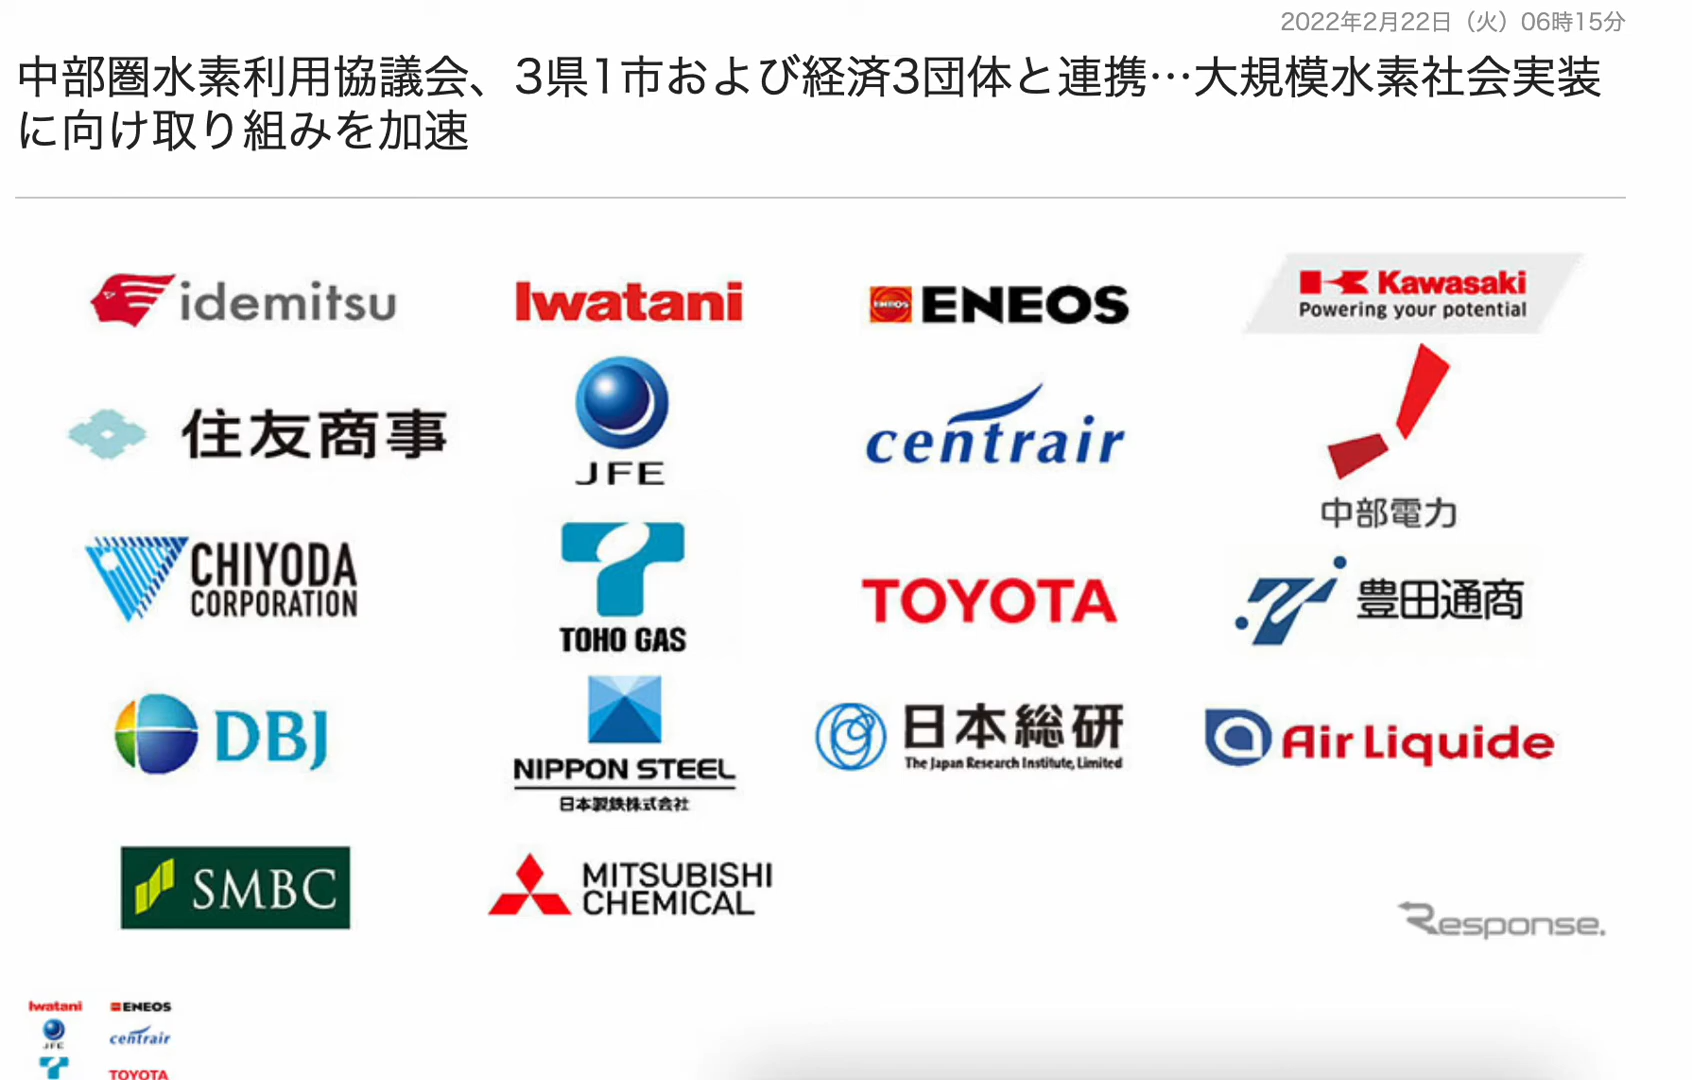 2022年2月22日（火）06時15分
中部圏水素利用協議会、3県1市および経済3団体と連携…大規模水素社会実装
に向け取り組みを加速
idemitsu
Iwatani
ENEOS
ENEOS
Kawasaki
Powering your potential
住友商事
JFE
centrair
中部電力
CHIYODA
CORPORATION
TOHO GAS
TOYOTA
豊田通商
DBJ
NIPPON STEEL
日本製鉄株式会社
日本総研
The Japan Research Institute, Limited
Air Liquide
SMBC
MITSUBISHI
CHEMICAL
Response.
Iwatani
ENEOS
JFE
centrair
TOYOTA